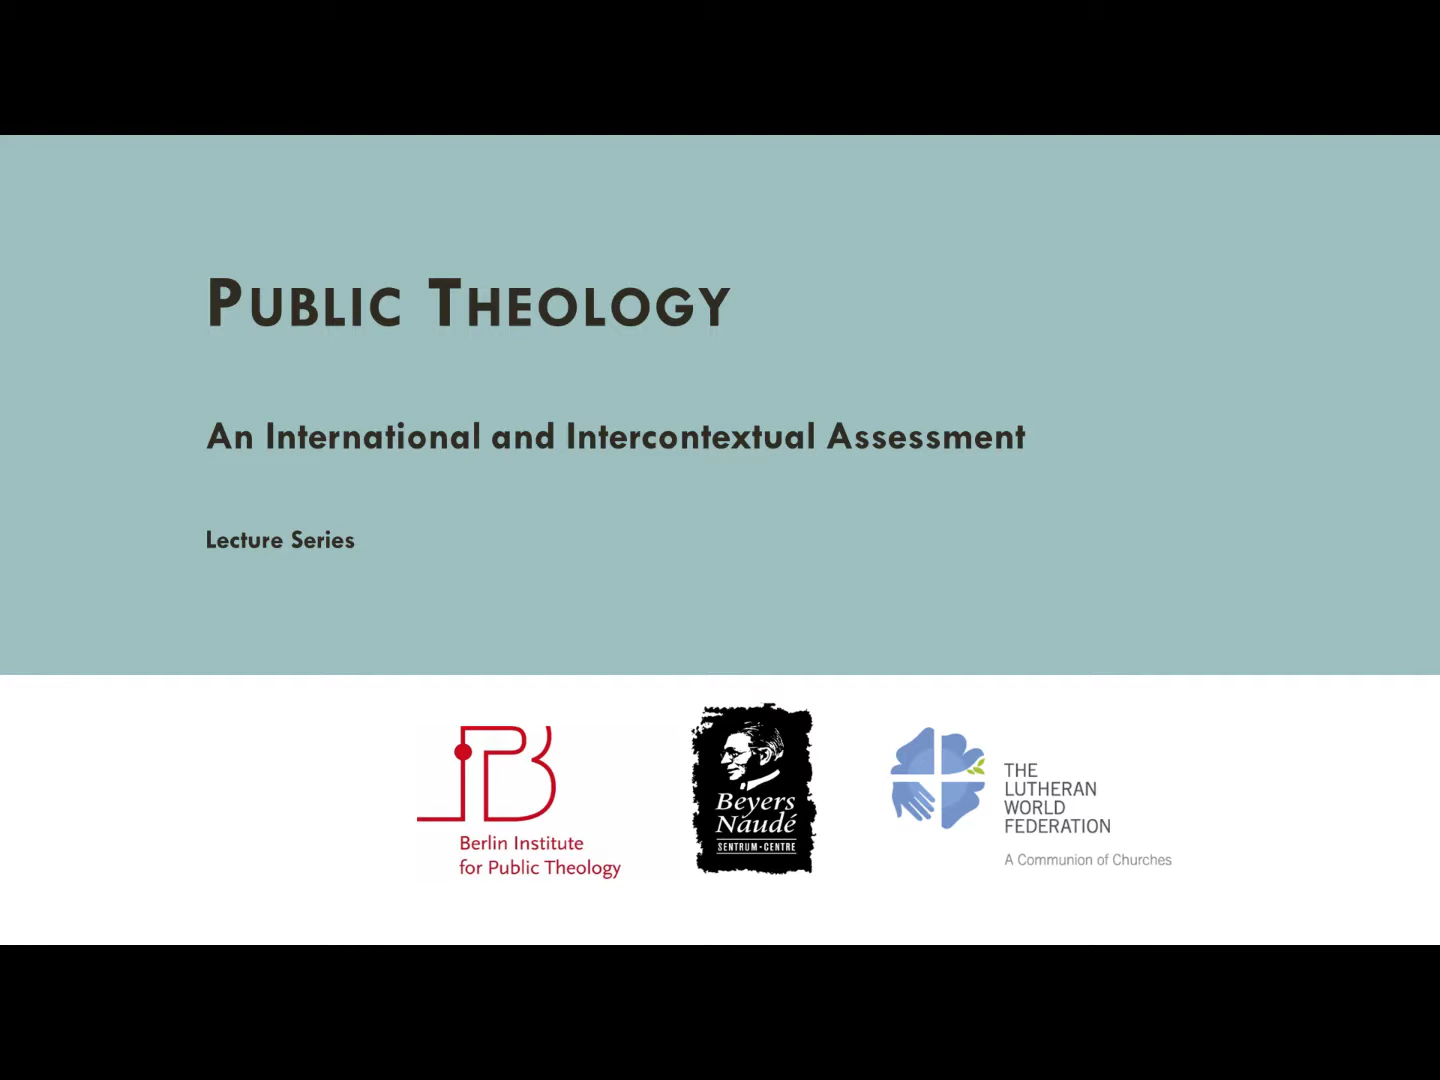 PUBLIC THEOLOGY
An International and Intercontextual Assessment
Lecture Series
Berlin Institute
for Public Theology
Beyers
Naudé
SENTRUM·CENTRE
THE
LUTHERAN
WORLD
FEDERATION
A Communion of Churches